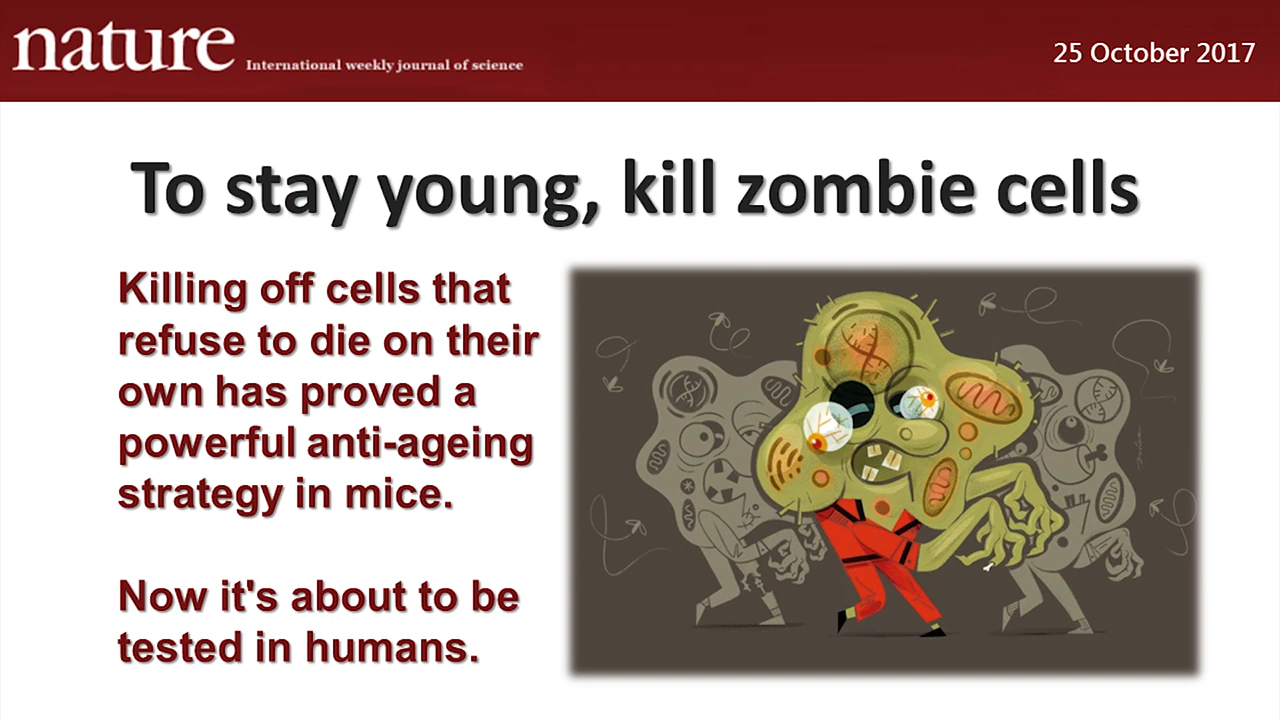 nature
International weekly journal of science
25 October 2017
To stay young, kill zombie cells
Killing off cells that
refuse to die on their
own has proved a
powerful anti-ageing
strategy in mice.
Now it's about to be
tested in humans.